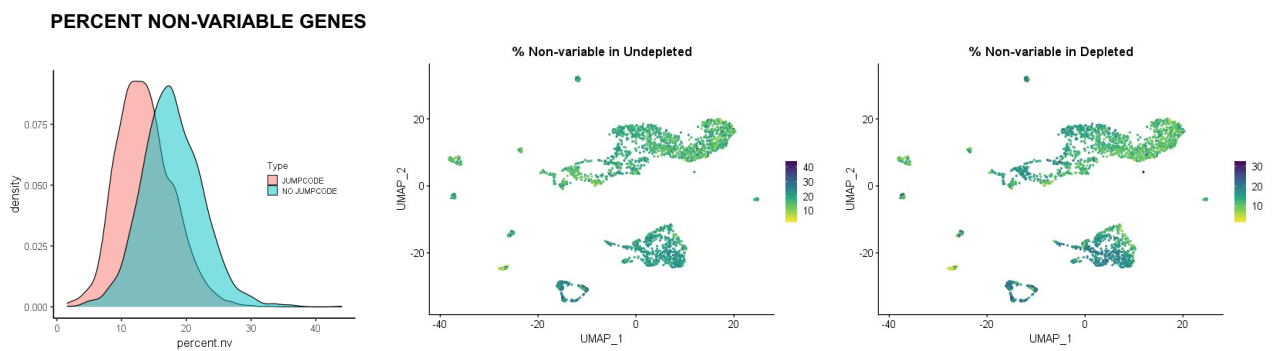 PERCENT NON-VARIABLE GENES
density
0.075
0.050
0.025
0.000
0
10
20
30
40
percent.nv
Type
JUMPCODE
NO JUMPCODE
% Non-variable in Undepleted
UMAP_2
20
0
-20
-40
-20
0
20
UMAP_1
40
30
20
10
% Non-variable in Depleted
UMAP_2
20
0
-20
-40
-20
0
20
UMAP_1
30
20
10